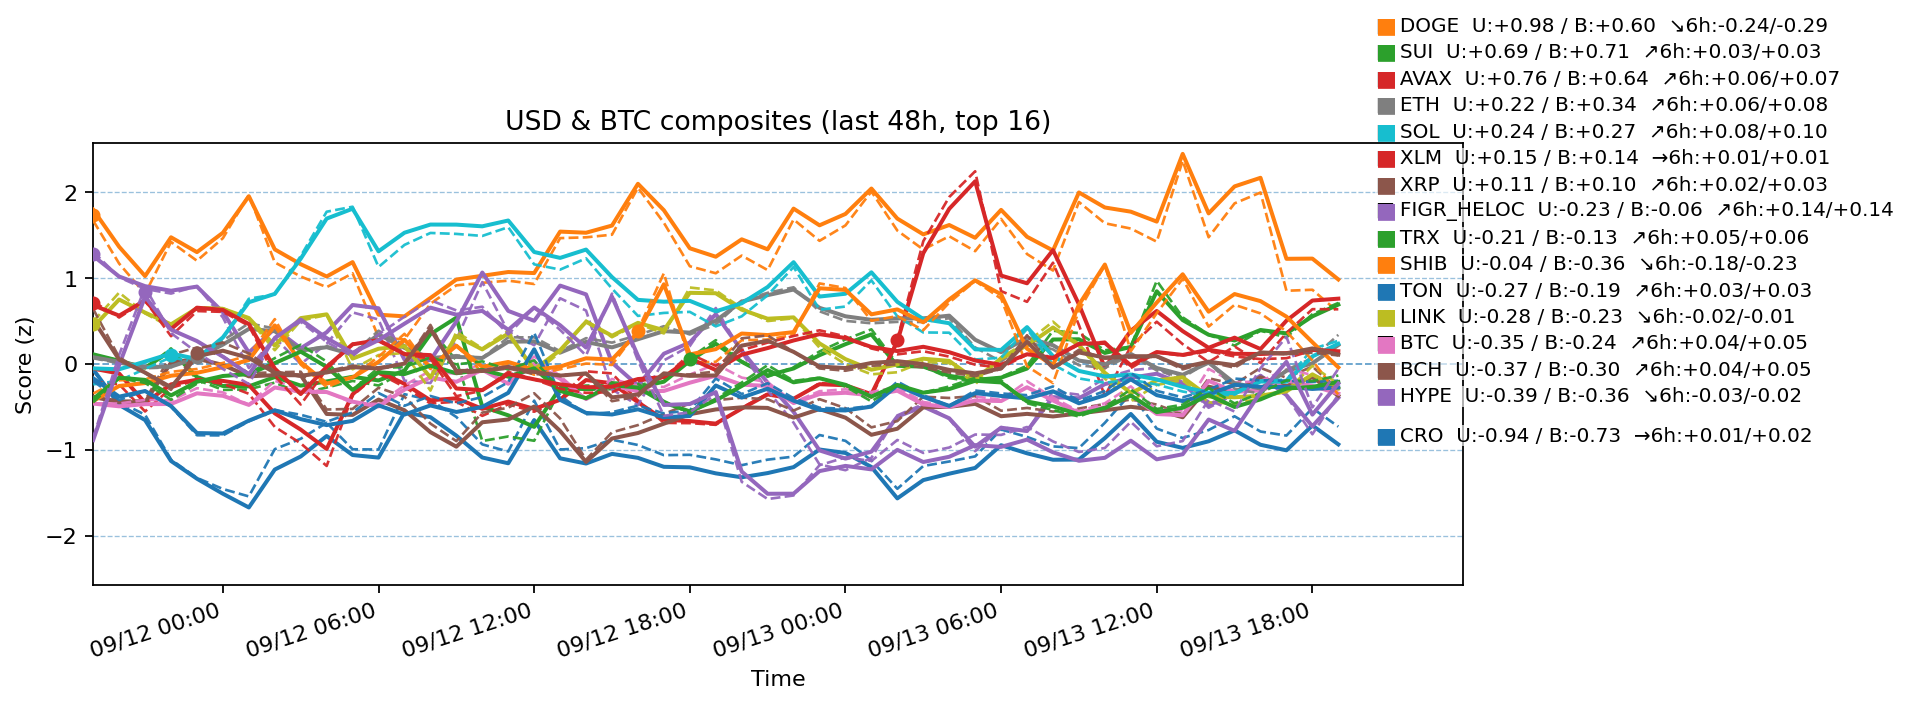 DOGE U:+0.98 / B:+0.60 ↘6h:-0.24/-0.29
SUI U:+0.69 / B:+0.71 ↗6h:+0.03/+0.03
AVAX U:+0.76 / B:+0.64 ↗6h:+0.06/+0.07
ETH U:+0.22 / B:+0.34 ↗6h:+0.06/+0.08
SOL U:+0.24 / B:+0.27 ↗6h:+0.08/+0.10
XLM U:+0.15 / B:+0.14 →6h:+0.01/+0.01
XRP U:+0.11 / B:+0.10 ↗6h:+0.02/+0.03
FIGR_HELOC U:-0.23 / B:-0.06 ↗6h:+0.14/+0.14
TRX U:-0.21 / B:-0.13 ↗6h:+0.05/+0.06
SHIB U:-0.04 / B:-0.36 ↘6h:-0.18/-0.23
TON U:-0.27 / B:-0.19 ↗6h:+0.03/+0.03
LINK U:-0.28 / B:-0.23 ↘6h:-0.02/-0.01
BTC U:-0.35 / B:-0.24 ↗6h:+0.04/+0.05
BCH U:-0.37 / B:-0.30 ↗6h:+0.04/+0.05
HYPE U:-0.39 / B:-0.36 ↘6h:-0.03/-0.02
CRO U:-0.94 / B:-0.73 →6h:+0.01/+0.02
USD & BTC composites (last 48h, top 16)
Score (z)
2
1
0
−1
−2
09/12 00:00
09/12 06:00
09/12 12:00
09/12 18:00
09/13 00:00
09/13 06:00
09/13 12:00
09/13 18:00
Time